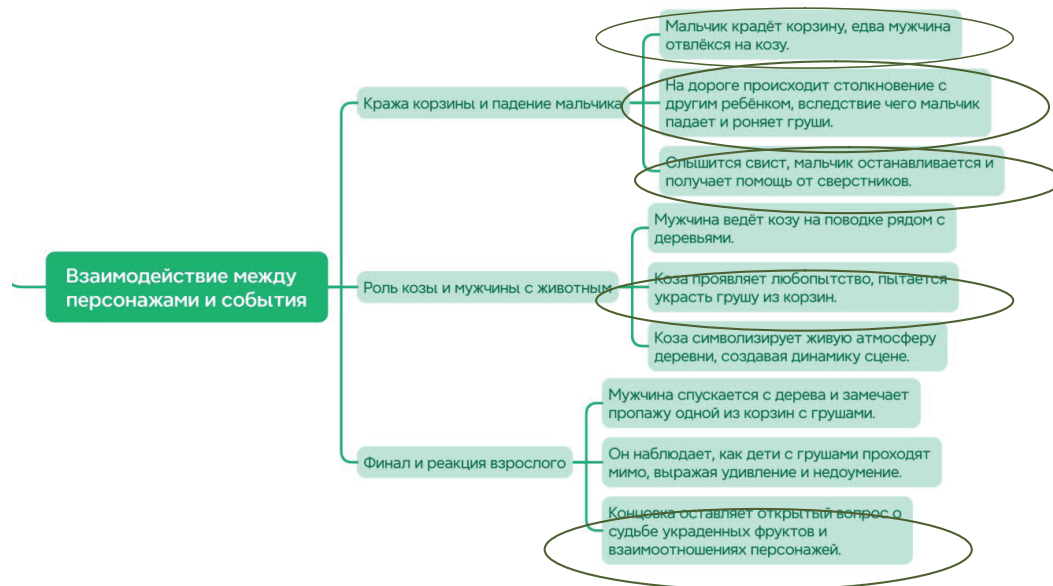 Взаимодействие между
персонажами и события
Кража корзины и падение мальчика
Мальчик крадёт корзину, едва мужчина
отвлёкся на козу.
На дороге происходит столкновение с
другим ребёнком, вследствие чего мальчик
падает и роняет груши.
Слышится свист, мальчик останавливается и
получает помощь от сверстников.
Роль козы и мужчины с животным
Мужчина ведёт козу на поводке рядом с
деревьями.
Коза проявляет любопытство, пытается
украсть грушу из корзин.
Коза символизирует живую атмосферу
деревни, создавая динамику сцене.
Финал и реакция взрослого
Мужчина спускается с дерева и замечает
пропажу одной из корзин с грушами.
Он наблюдает, как дети с грушами проходят
мимо, выражая удивление и недоумение.
Концовка оставляет открытый вопрос о
судьбе украденных фруктов и
взаимоотношениях персонажей.